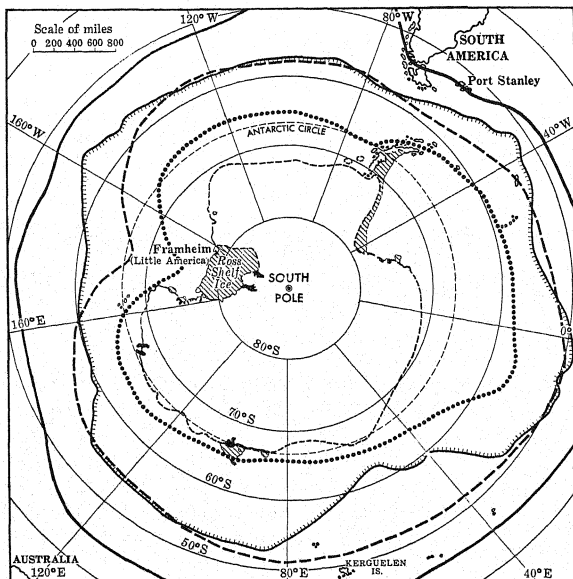 120°W
80°W
Scale of miles
0 200 400 600 800
SOUTH
AMERICA
Port Stanley
160°W
40°W
ANTARCTIC CIRCLE
Framheim
(Little America)
Ross
Shelf
Ice
SOUTH
POLE
160°E
0°
80°S
70°S
60°S
50°S
AUSTRALIA
120°E
80°E
KERGUELEN
IS.
40°E